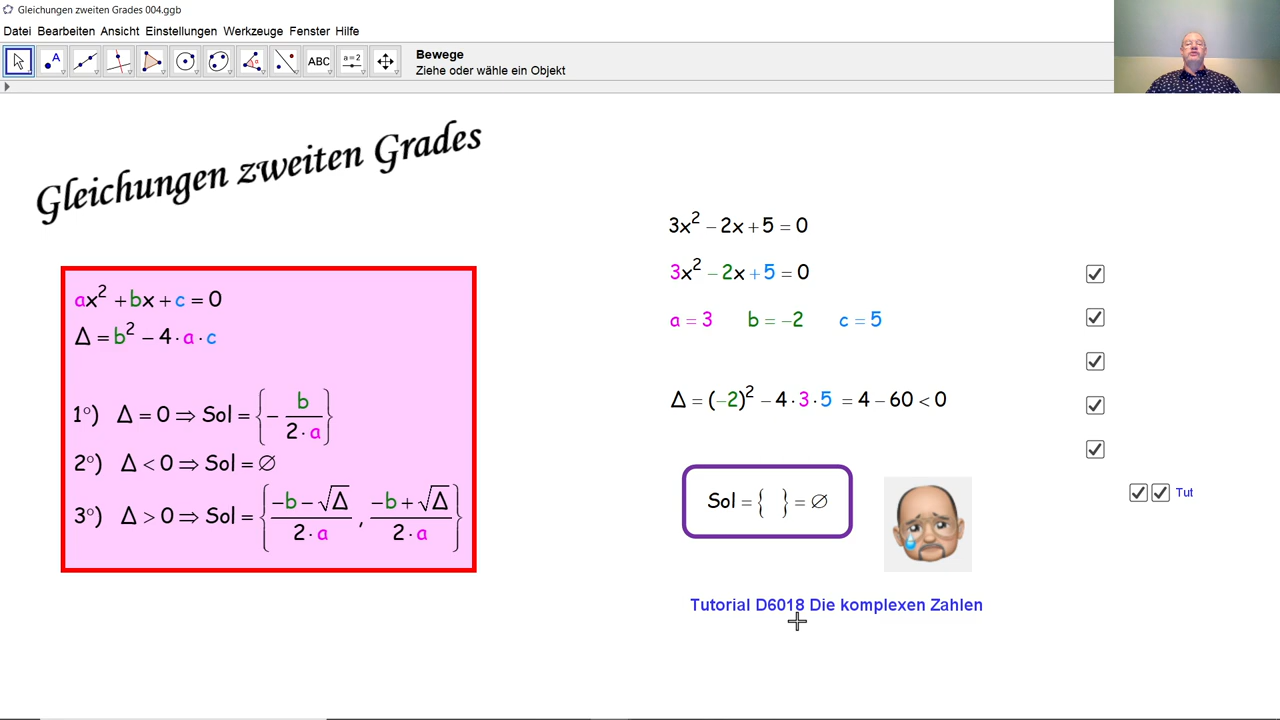 Gleichungen zweiten Grades 004.ggb
Datei Bearbeiten Ansicht Einstellungen Werkzeuge Fenster Hilfe
A
ABC
a=2
Bewege
Ziehe oder wähle ein Objekt
Gleichungen zweiten Grades
ax² + bx + c = 0
Δ = b² − 4 · a · c
1°) Δ = 0 ⇒ Sol = { − b / (2 · a) }
2°) Δ < 0 ⇒ Sol = ∅
3°) Δ > 0 ⇒ Sol = { (−b − √Δ) / (2 · a) , (−b + √Δ) / (2 · a) }
3x² − 2x + 5 = 0
3x² − 2x + 5 = 0
a = 3 b = −2 c = 5
Δ = (−2)² − 4 · 3 · 5 = 4 − 60 < 0
Sol = { } = ∅
Tut
Tutorial D6018 Die komplexen Zahlen